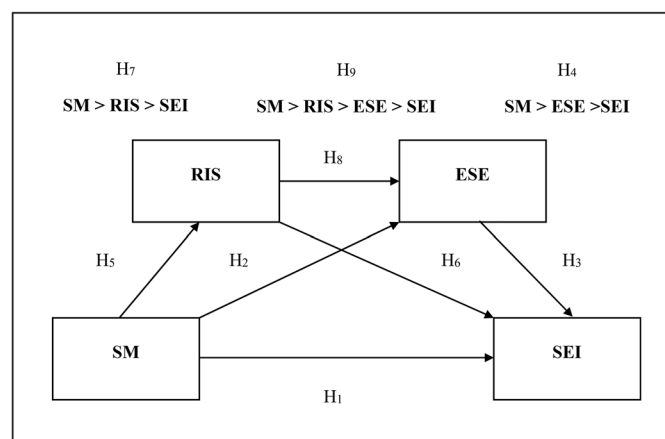 H₇ H₉ H₄
SM > RIS > SEI SM > RIS > ESE > SEI SM > ESE >SEI
H₈
RIS ESE
H₅ H₂ H₆ H₃
SM SEI
H₁